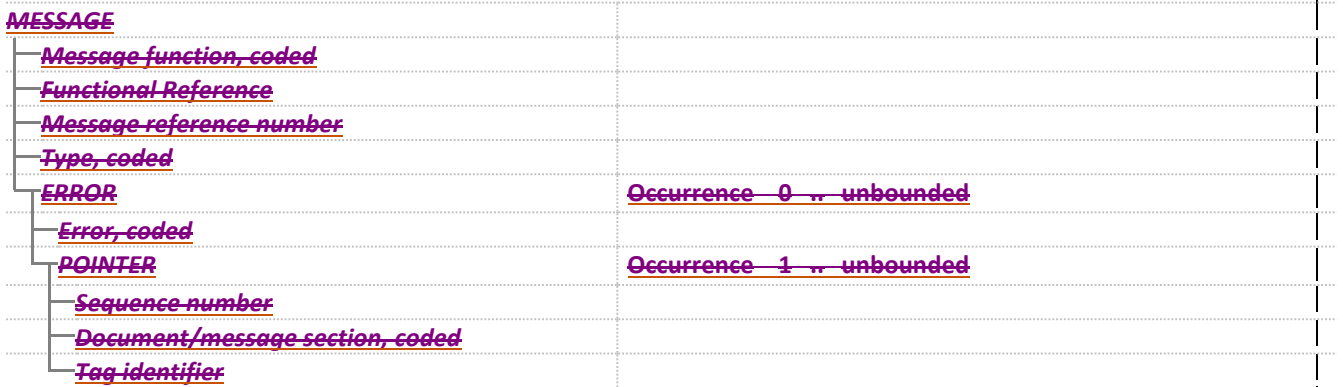 MESSAGE
Message function, coded
Functional Reference
Message reference number
Type, coded
ERROR Occurrence 0 .. unbounded
Error, coded
POINTER Occurrence 1 .. unbounded
Sequence number
Document/message section, coded
Tag identifier